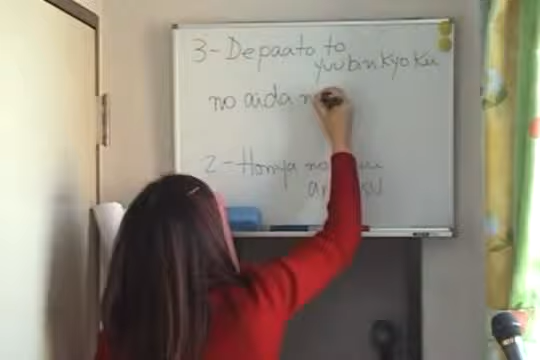 3-Depaato to
yuubinkyoku
no aida n
2-Honya no